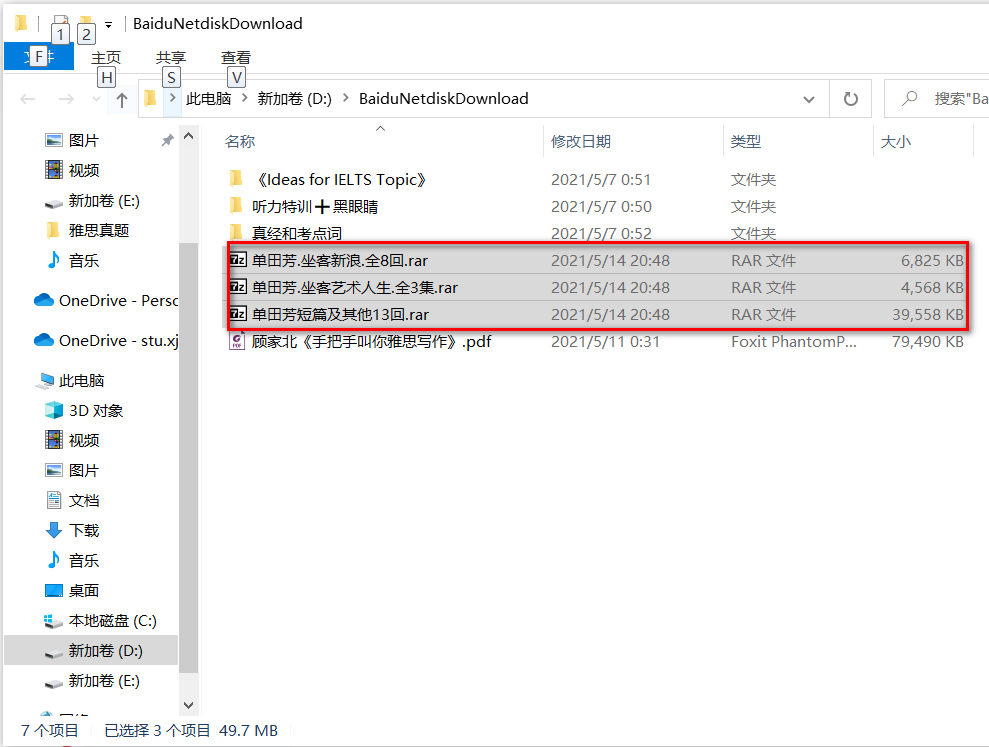 BaiduNetdiskDownload
1 2
文件 主页 共享 查看
F H S V
此电脑 新加卷 (D:) BaiduNetdiskDownload 搜索"Ba
名称 修改日期 类型 大小
《Ideas for IELTS Topic》 2021/5/7 0:51 文件夹
听力特训➕黑眼睛 2021/5/7 0:50 文件夹
真经和考点词 2021/5/7 0:52 文件夹
单田芳.坐客新浪.全8回.rar 2021/5/14 20:48 RAR 文件 6,825 KB
单田芳.坐客艺术人生.全3集.rar 2021/5/14 20:48 RAR 文件 4,568 KB
单田芳短篇及其他13回.rar 2021/5/14 20:48 RAR 文件 39,558 KB
顾家北《手把手叫你雅思写作》.pdf 2021/5/11 0:31 Foxit PhantomP... 79,490 KB
图片
视频
新加卷 (E:)
雅思真题
音乐
OneDrive - Persc
OneDrive - stu.xj
此电脑
3D 对象
视频
图片
文档
下载
音乐
桌面
本地磁盘 (C:)
新加卷 (D:)
新加卷 (E:)
7 个项目 已选择 3 个项目 49.7 MB